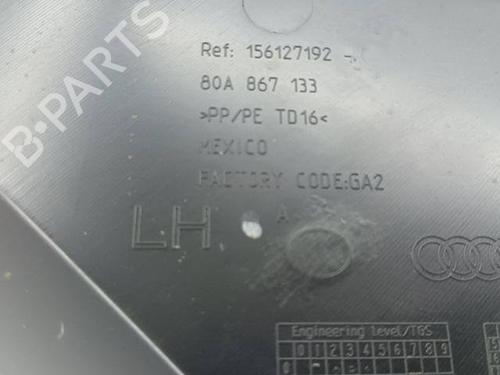 Ref: 156127192 -
80A 867 133
>PP/PE TD16<
MEXICO
FACTORY CODE:GA2
LH
A
Engineering level/TGS
0 1 2 3 4 5 6 7 8 9
0
B-PARTS